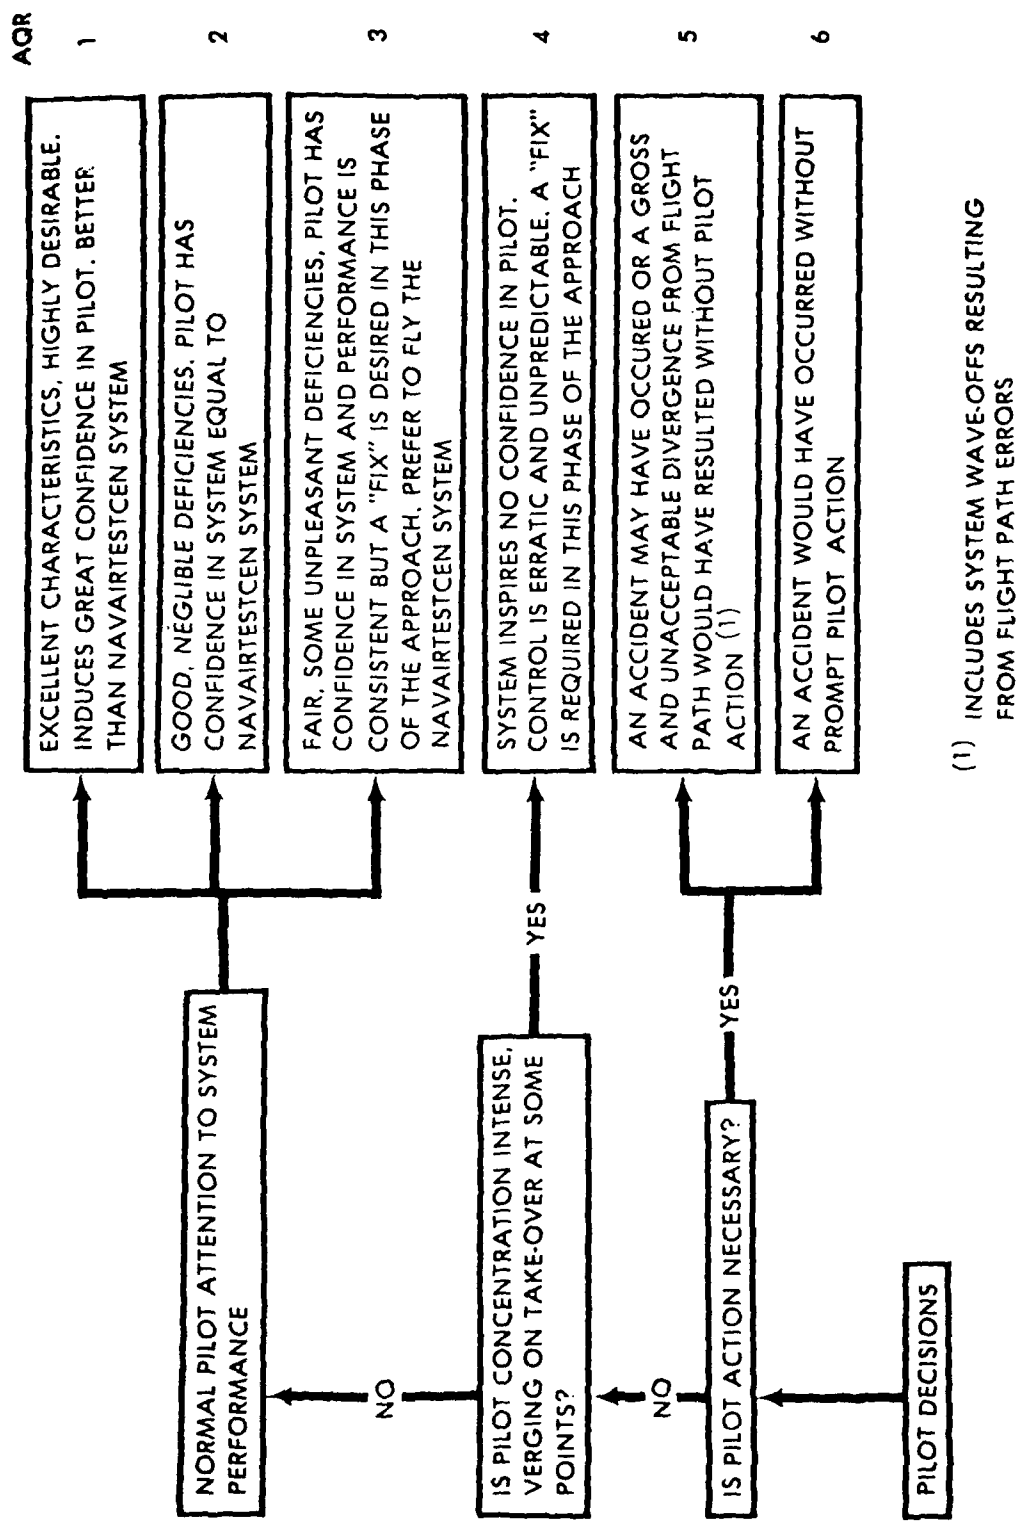 AQR
EXCELLENT CHARACTERISTICS, HIGHLY DESIRABLE.
INDUCES GREAT CONFIDENCE IN PILOT. BETTER
THAN NAVAIRTESTCEN SYSTEM
1
GOOD, NEGLIBLE DEFICIENCIES. PILOT HAS
CONFIDENCE IN SYSTEM EQUAL TO
NAVAIRTESTCEN SYSTEM
2
FAIR, SOME UNPLEASANT DEFICIENCIES, PILOT HAS
CONFIDENCE IN SYSTEM AND PERFORMANCE IS
CONSISTENT BUT A "FIX" IS DESIRED IN THIS PHASE
OF THE APPROACH. PREFER TO FLY THE
NAVAIRTESTCEN SYSTEM
3
NORMAL PILOT ATTENTION TO SYSTEM
PERFORMANCE
NO
SYSTEM INSPIRES NO CONFIDENCE IN PILOT.
CONTROL IS ERRATIC AND UNPREDICTABLE. A "FIX"
IS REQUIRED IN THIS PHASE OF THE APPROACH
4
YES
IS PILOT CONCENTRATION INTENSE,
VERGING ON TAKE-OVER AT SOME
POINTS?
NO
AN ACCIDENT MAY HAVE OCCURED OR A GROSS
AND UNACCEPTABLE DIVERGENCE FROM FLIGHT
PATH WOULD HAVE RESULTED WITHOUT PILOT
ACTION (1)
5
YES
IS PILOT ACTION NECESSARY?
AN ACCIDENT WOULD HAVE OCCURRED WITHOUT
PROMPT PILOT ACTION
6
PILOT DECISIONS
(1) INCLUDES SYSTEM WAVE-OFFS RESULTING
FROM FLIGHT PATH ERRORS